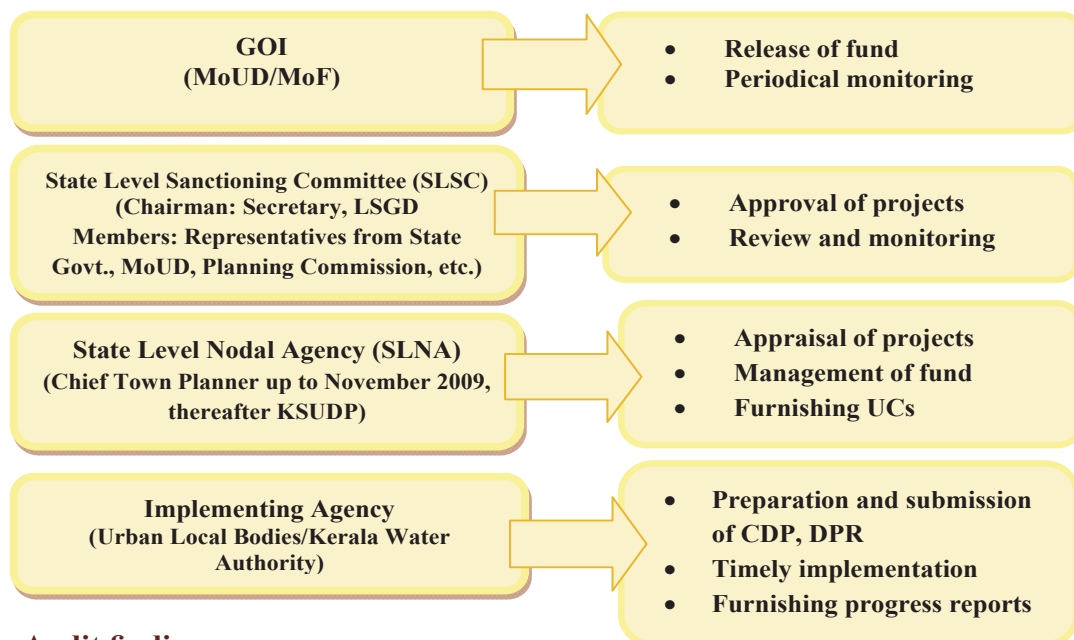 GOI
(MoUD/MoF)
• Release of fund
• Periodical monitoring
State Level Sanctioning Committee (SLSC)
(Chairman: Secretary, LSGD
Members: Representatives from State
Govt., MoUD, Planning Commission, etc.)
• Approval of projects
• Review and monitoring
State Level Nodal Agency (SLNA)
(Chief Town Planner up to November 2009,
thereafter KSUDP)
• Appraisal of projects
• Management of fund
• Furnishing UCs
Implementing Agency
(Urban Local Bodies/Kerala Water
Authority)
• Preparation and submission
of CDP, DPR
• Timely implementation
• Furnishing progress reports